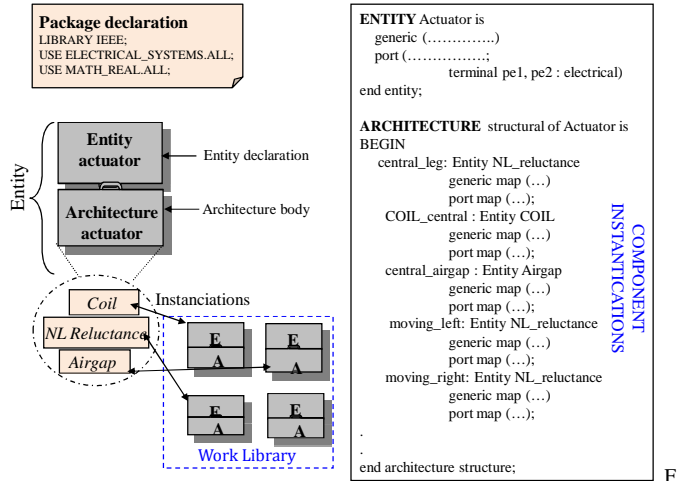 Package declaration
LIBRARY IEEE;
USE ELECTRICAL_SYSTEMS.ALL;
USE MATH_REAL.ALL;
Entity
Entity
actuator
Entity declaration
Architecture
actuator
Architecture body
Coil
NL Reluctance
Airgap
Instanciations
E
A
E
A
E
A
E
A
Work Library
ENTITY Actuator is
generic (…………..)
port (…………….;
terminal pe1, pe2 : electrical)
end entity;
ARCHITECTURE structural of Actuator is
BEGIN
central_leg: Entity NL_reluctance
generic map (…)
port map (…);
COIL_central : Entity COIL
generic map (…)
port map (…);
central_airgap : Entity Airgap
generic map (…)
port map (…);
moving_left: Entity NL_reluctance
generic map (…)
port map (…);
moving_right: Entity NL_reluctance
generic map (…)
port map (…);
.
.
end architecture structure;
COMPONENT
INSTANTICATIONS
F